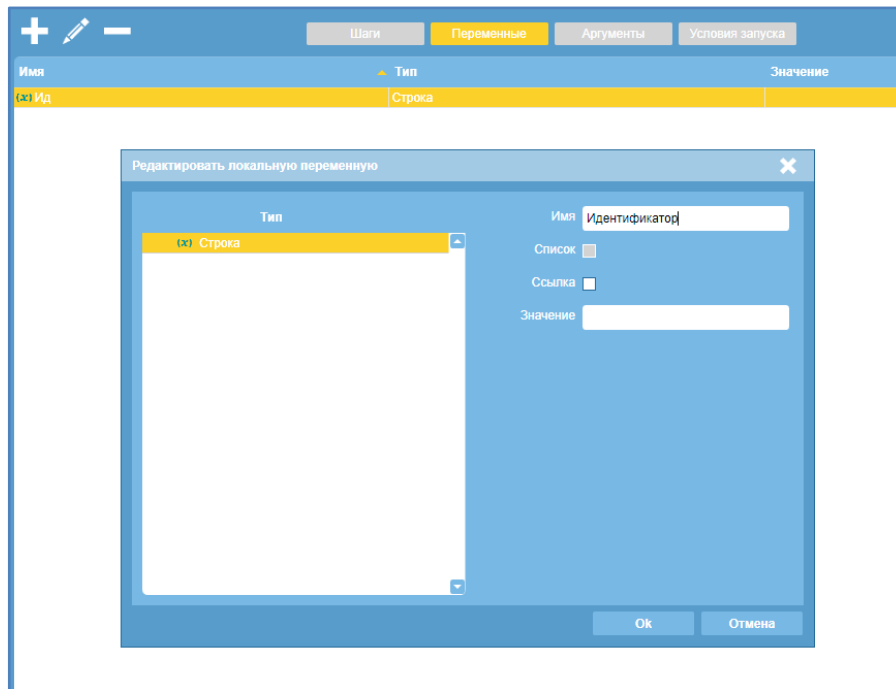 Шаги Переменные Аргументы Условия запуска
Имя Тип Значение
(x) Ид Строка
Редактировать локальную переменную
Тип
(x) Строка
Имя Идентификатор
Список
Ссылка
Значение
Ok Отмена